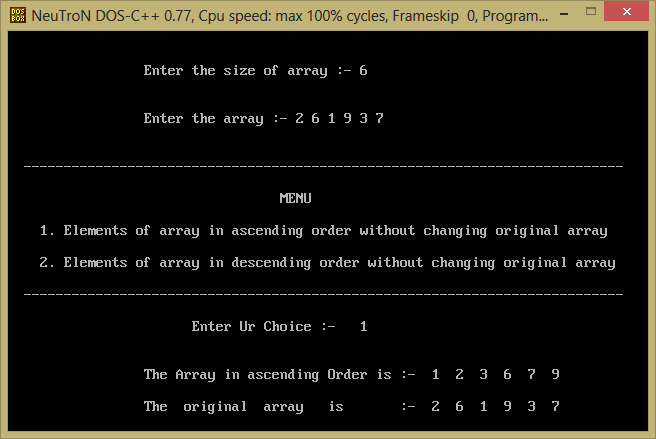 DOS BOX NeuTroN DOS-C++ 0.77, Cpu speed: max 100% cycles, Frameskip 0, Program...
Enter the size of array :- 6
Enter the array :- 2 6 1 9 3 7
MENU
1. Elements of array in ascending order without changing original array
2. Elements of array in descending order without changing original array
Enter Ur Choice :- 1
The Array in ascending Order is :- 1 2 3 6 7 9
The original array is :- 2 6 1 9 3 7